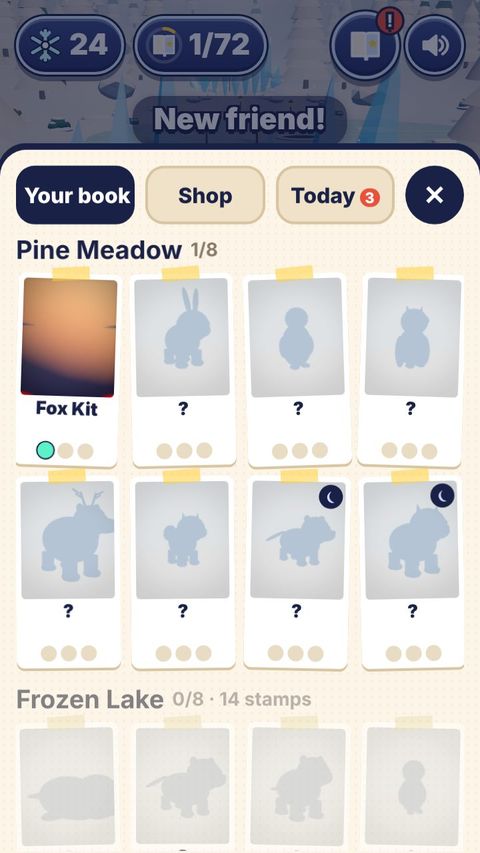 24
1/72
!
New friend!
Your book
Shop
Today 3
Pine Meadow 1/8
Fox Kit
?
?
?
?
?
?
?
Frozen Lake 0/8 · 14 stamps